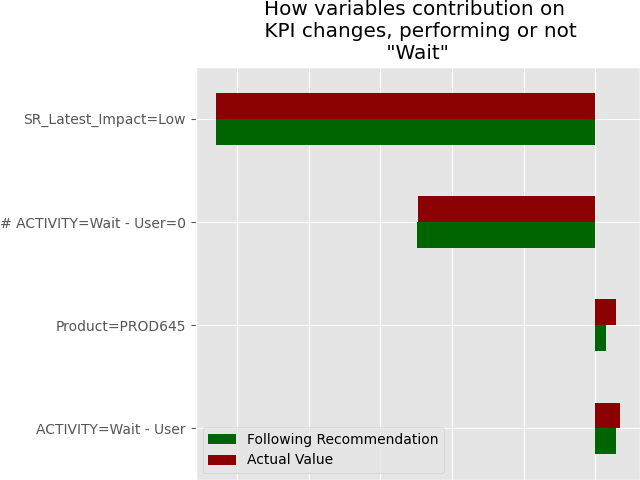 How variables contribution on
KPI changes, performing or not
"Wait"
SR_Latest_Impact=Low
# ACTIVITY=Wait - User=0
Product=PROD645
ACTIVITY=Wait - User
Following Recommendation
Actual Value